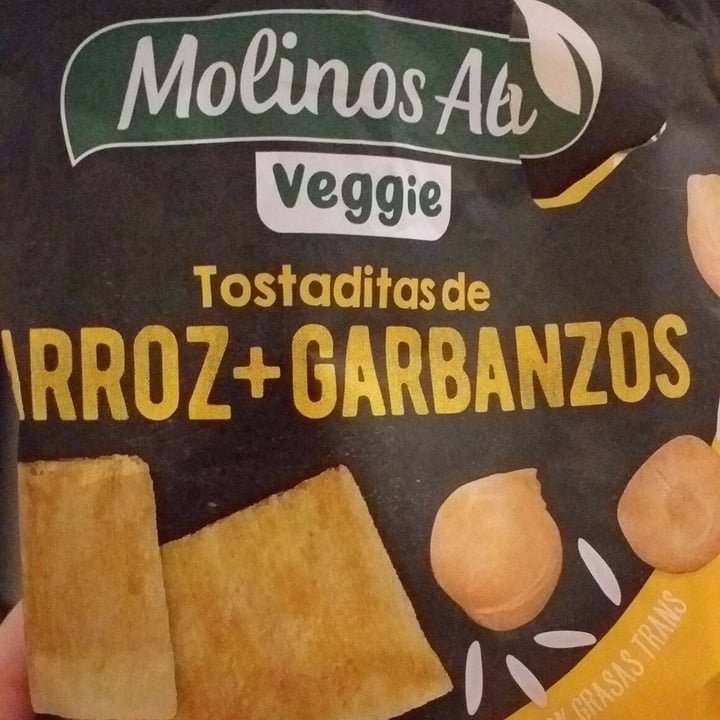 Molinos Ala
Veggie
Tostaditas de
ARROZ+GARBANZOS
GRASAS TRANS